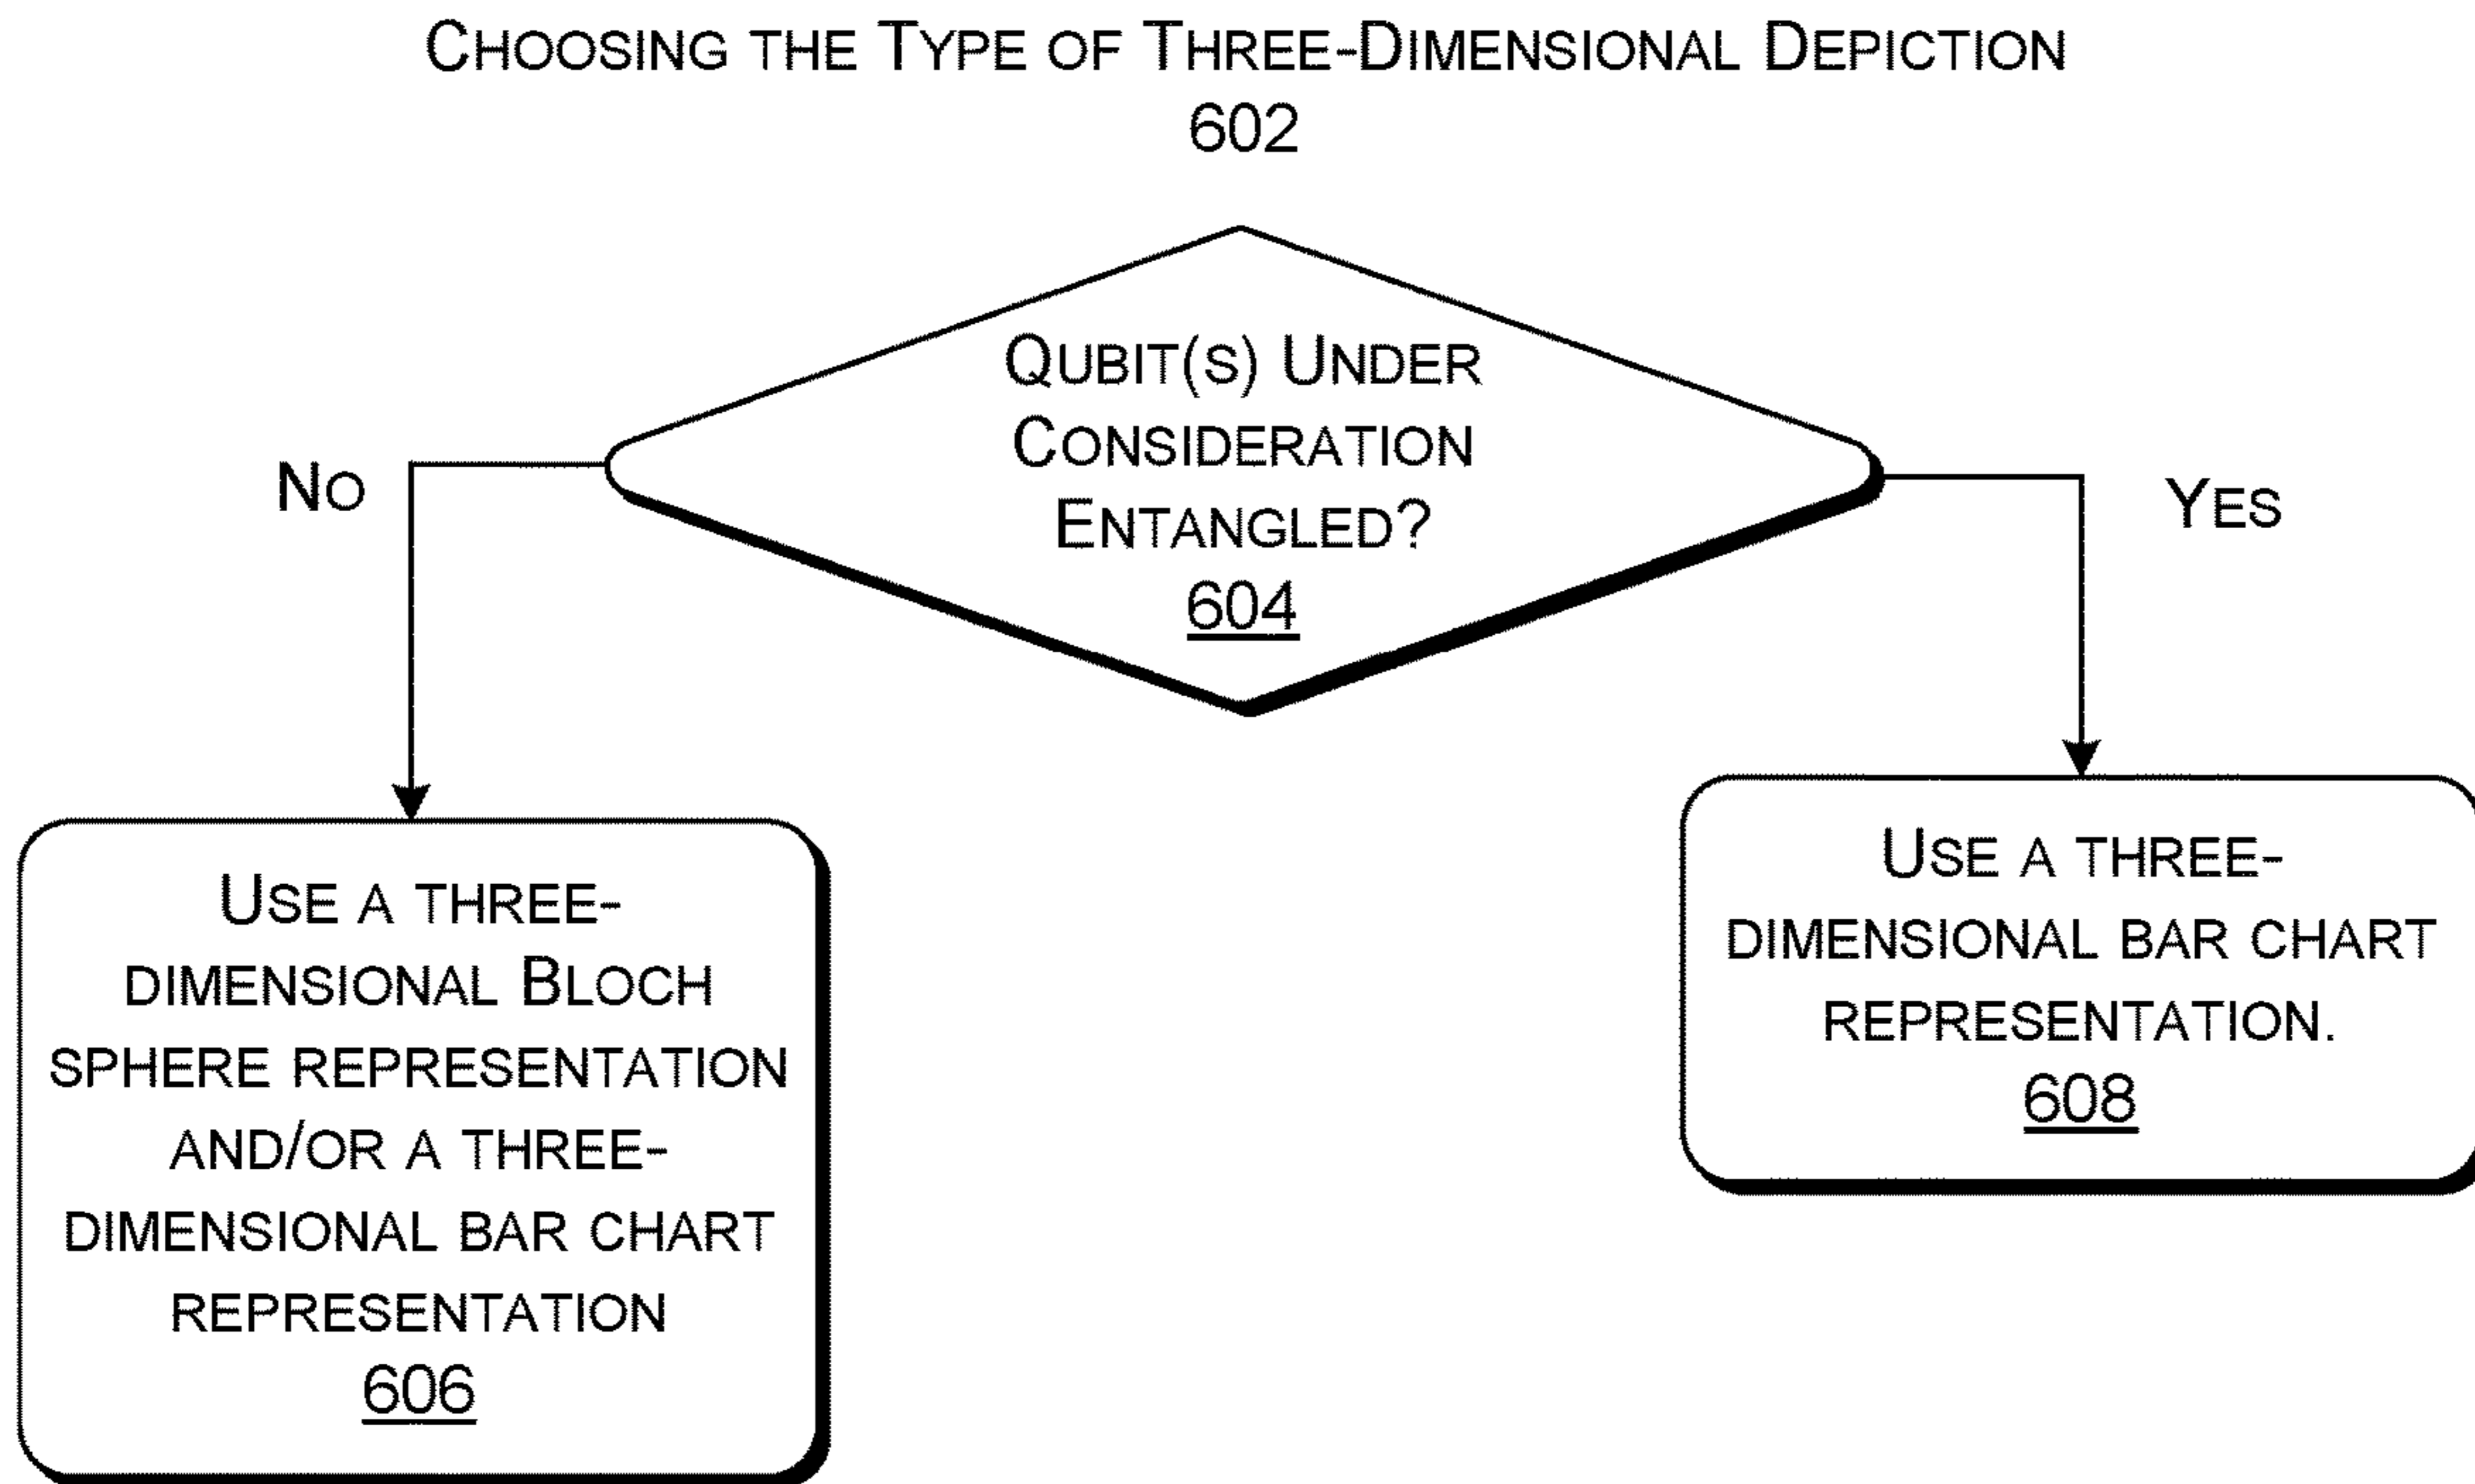 CHOOSING THE TYPE OF THREE-DIMENSIONAL DEPICTION
602
QUBIT(S) UNDER
CONSIDERATION
ENTANGLED?
604
NO
YES
USE A THREE-
DIMENSIONAL BLOCH
SPHERE REPRESENTATION
AND/OR A THREE-
DIMENSIONAL BAR CHART
REPRESENTATION
606
USE A THREE-
DIMENSIONAL BAR CHART
REPRESENTATION.
608